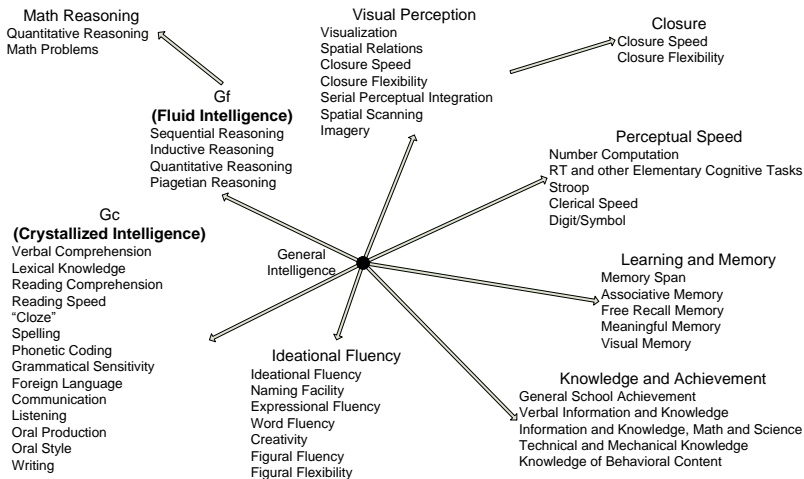 Math Reasoning
Quantitative Reasoning
Math Problems
Gf
(Fluid Intelligence)
Sequential Reasoning
Inductive Reasoning
Quantitative Reasoning
Piagetian Reasoning
Visual Perception
Visualization
Spatial Relations
Closure Speed
Closure Flexibility
Serial Perceptual Integration
Spatial Scanning
Imagery
Closure
Closure Speed
Closure Flexibility
Perceptual Speed
Number Computation
RT and other Elementary Cognitive Tasks
Stroop
Clerical Speed
Digit/Symbol
Gc
(Crystallized Intelligence)
Verbal Comprehension
Lexical Knowledge
Reading Comprehension
Reading Speed
“Cloze”
Spelling
Phonetic Coding
Grammatical Sensitivity
Foreign Language
Communication
Listening
Oral Production
Oral Style
Writing
General
Intelligence
Learning and Memory
Memory Span
Associative Memory
Free Recall Memory
Meaningful Memory
Visual Memory
Ideational Fluency
Ideational Fluency
Naming Facility
Expressional Fluency
Word Fluency
Creativity
Figural Fluency
Figural Flexibility
Knowledge and Achievement
General School Achievement
Verbal Information and Knowledge
Information and Knowledge, Math and Science
Technical and Mechanical Knowledge
Knowledge of Behavioral Content